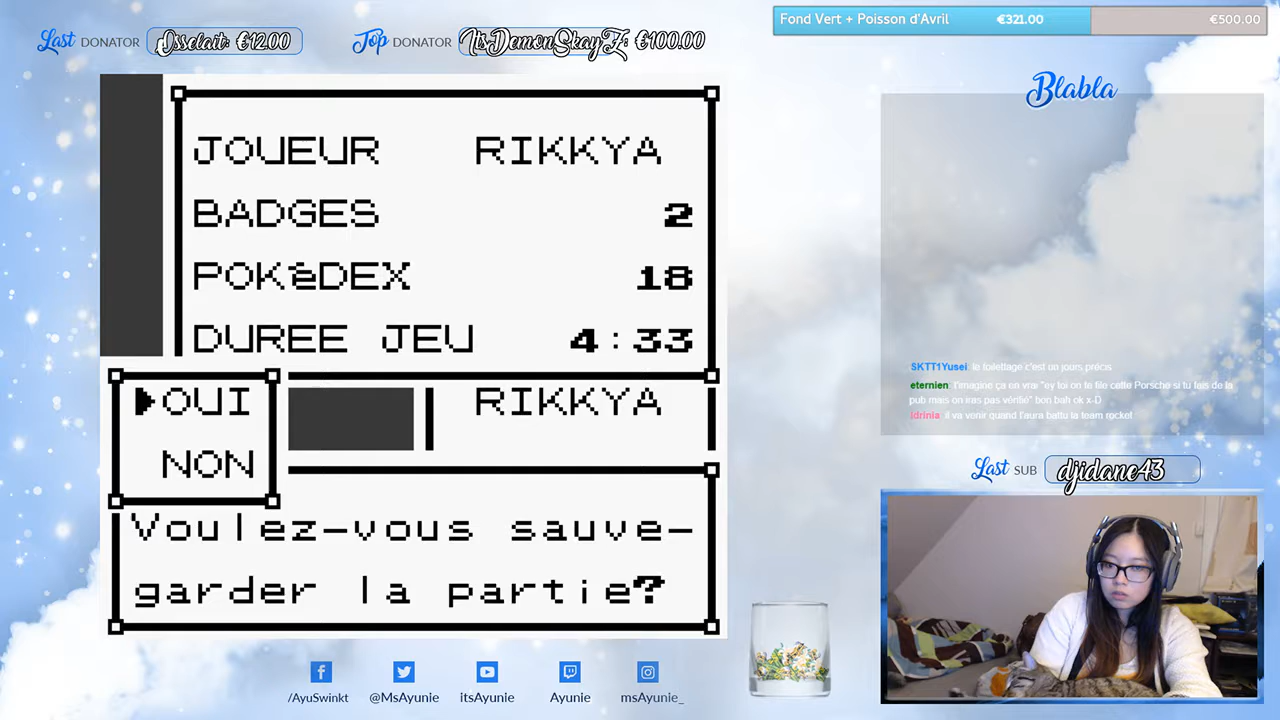 Last DONATOR Osselait: €12.00
Top DONATOR ItsDemonSkayZ: €100.00
Fond Vert + Poisson d'Avril €321.00 €500.00
Blabla
JOUEUR RIKKYA
BADGES 2
POKéDEX 18
DUREE JEU 4:33
OUI
NON
RIKKYA
Voulez-vous sauve-
garder la partie?
SKTT1Yusei: le toilettage c'est un jours précis
eternien: t'imagine ça en vrai "ey toi on te file cette Porsche si tu fais de la
pub mais on iras pas vérifié" bon bah ok x-D
Idrinia: il va venir quand t'aura battu la team rocket
Last SUB djidane43
/AyuSwinkt
@MsAyunie
itsAyunie
Ayunie
msAyunie_